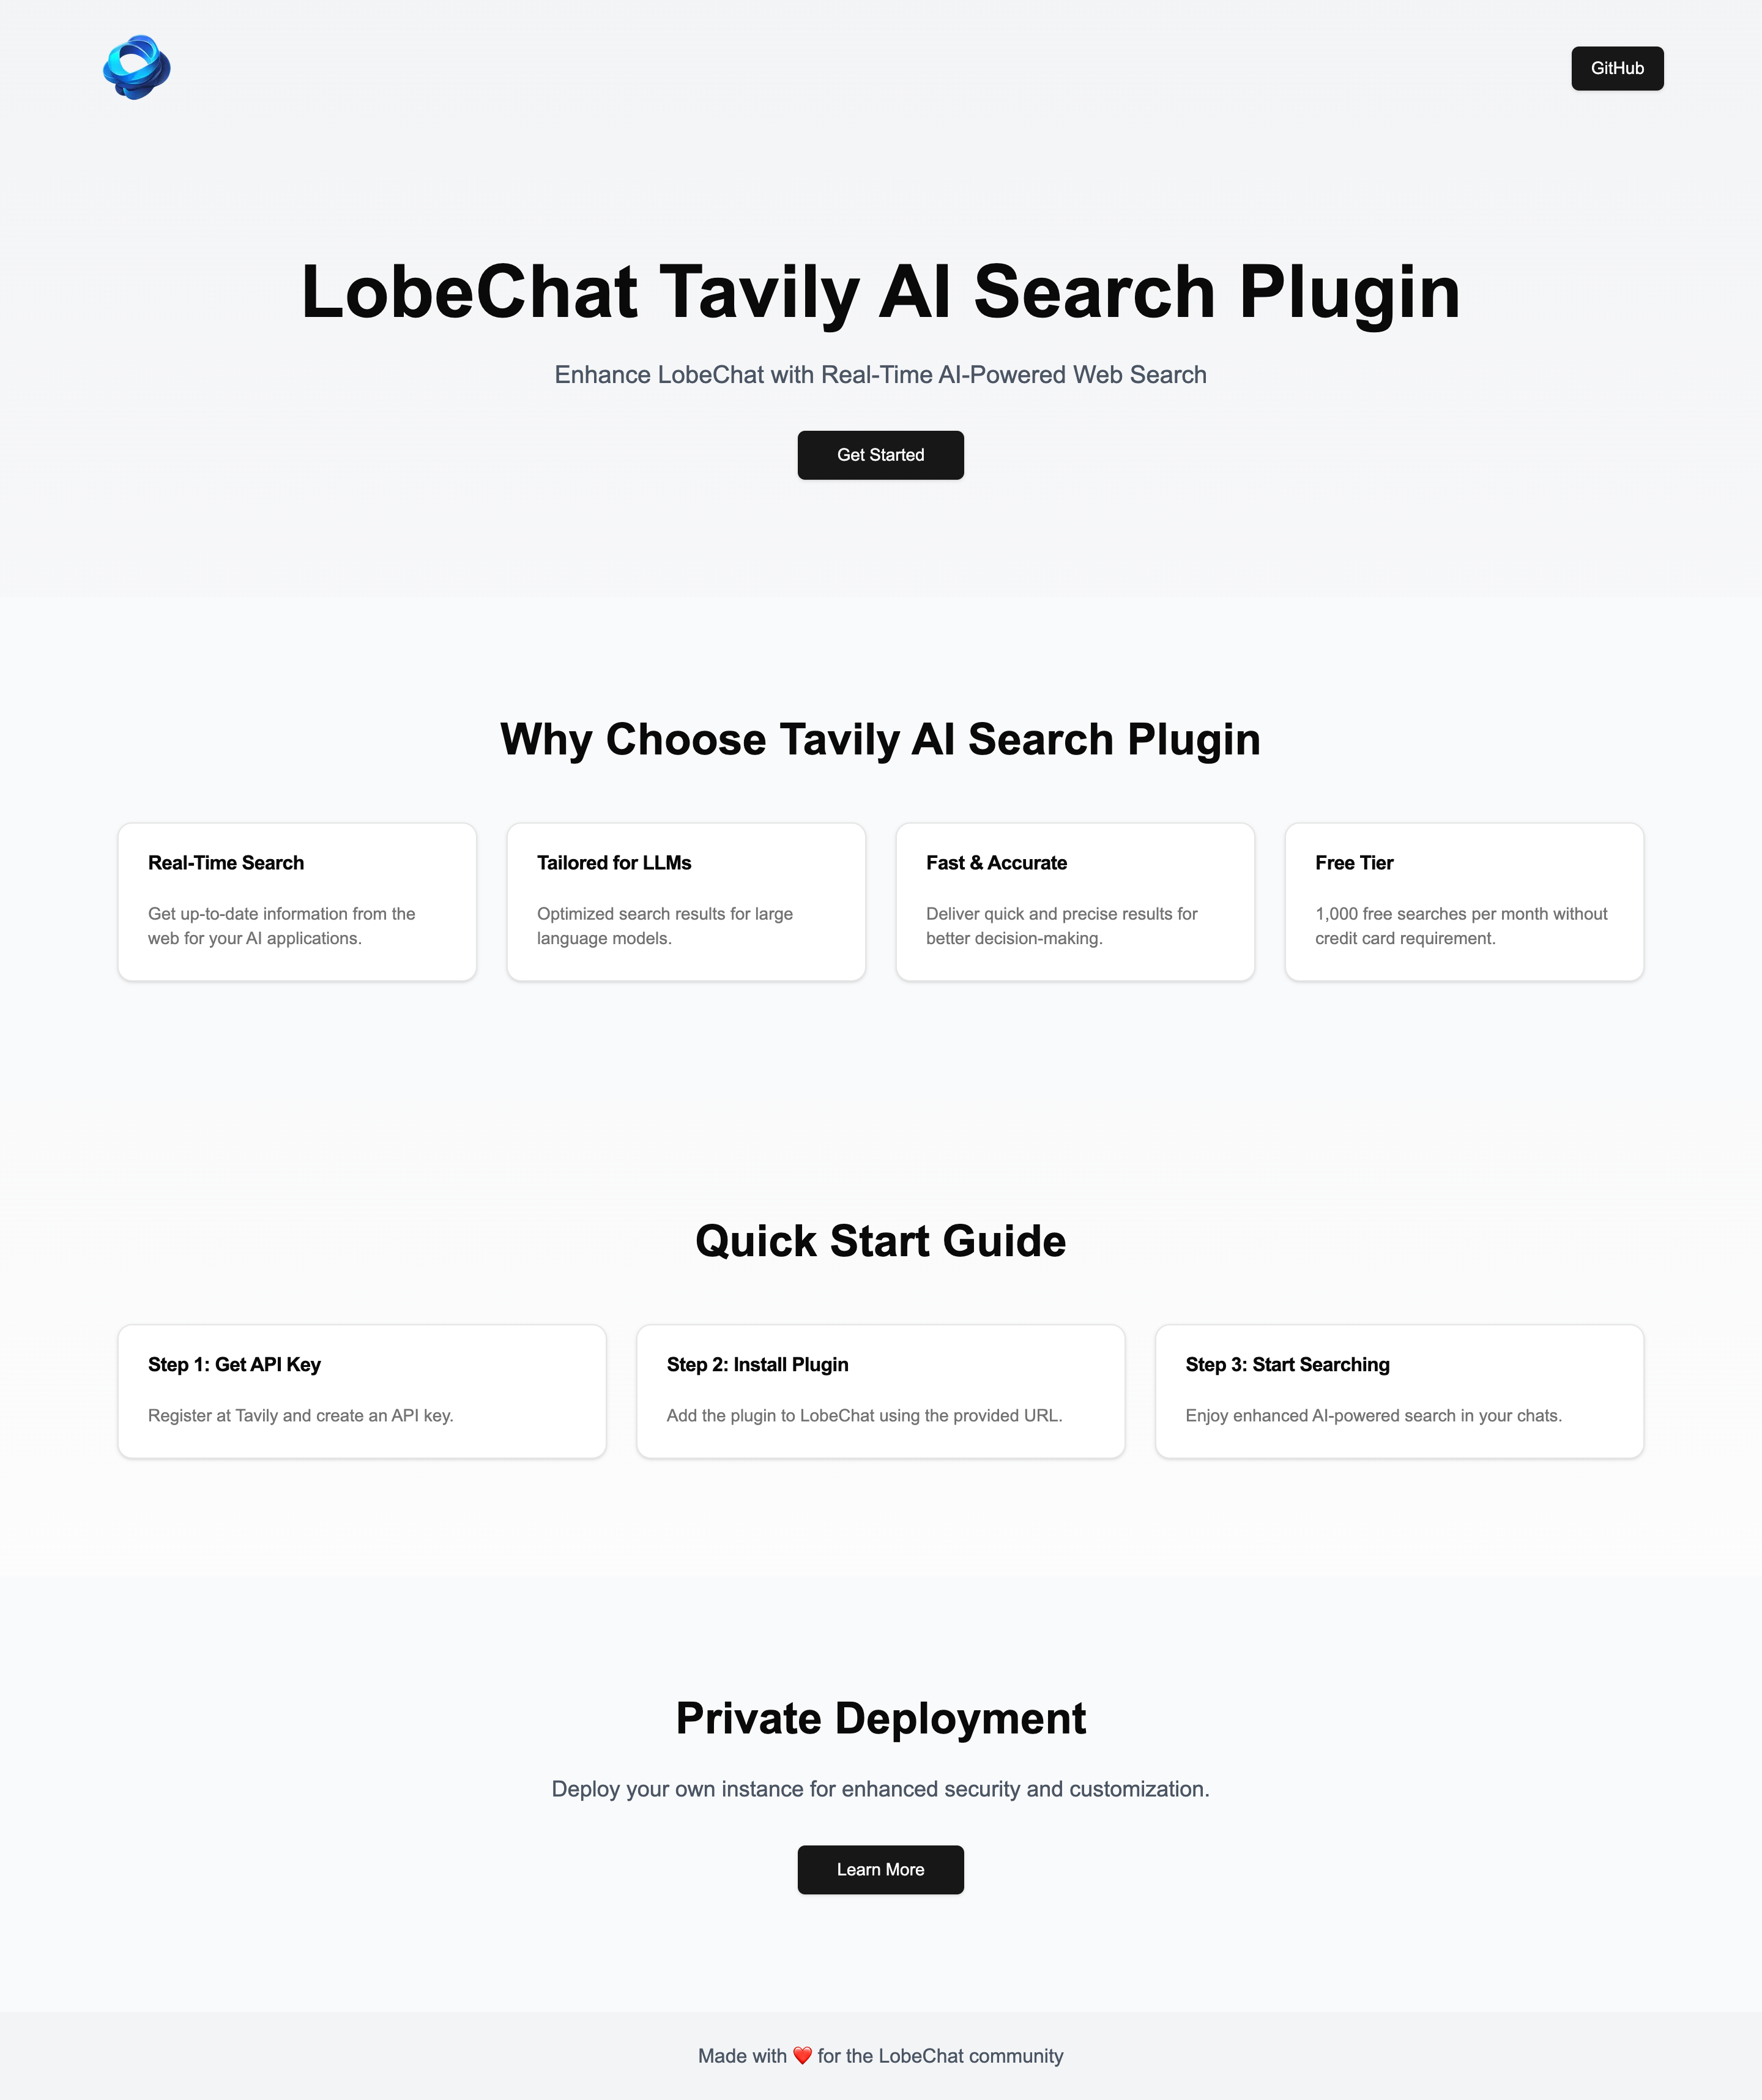 GitHub
LobeChat Tavily AI Search Plugin
Enhance LobeChat with Real-Time AI-Powered Web Search
Get Started
Why Choose Tavily AI Search Plugin
Real-Time Search
Get up-to-date information from the
web for your AI applications.
Tailored for LLMs
Optimized search results for large
language models.
Fast & Accurate
Deliver quick and precise results for
better decision-making.
Free Tier
1,000 free searches per month without
credit card requirement.
Quick Start Guide
Step 1: Get API Key
Register at Tavily and create an API key.
Step 2: Install Plugin
Add the plugin to LobeChat using the provided URL.
Step 3: Start Searching
Enjoy enhanced AI-powered search in your chats.
Private Deployment
Deploy your own instance for enhanced security and customization.
Learn More
Made with ❤️ for the LobeChat community